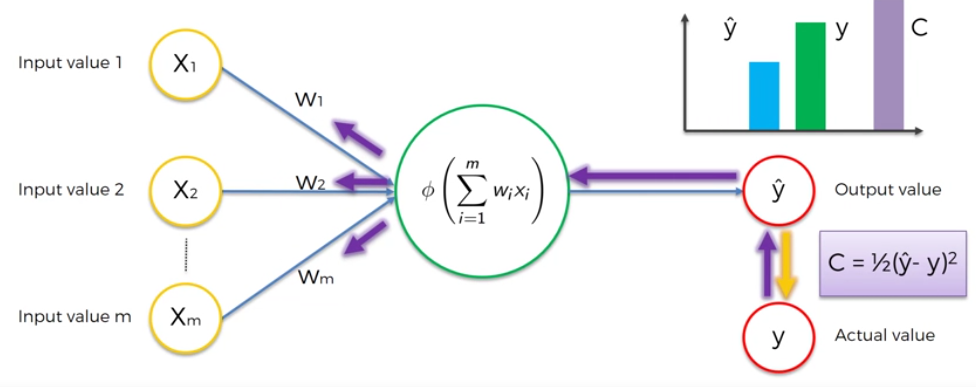 Input value 1
X1
W1
ŷ
y
C
Input value 2
X2
W2
ϕ(∑ᵢ₌₁ᵐ wᵢxᵢ)
ŷ
Output value
C = ½(ŷ- y)²
Wm
Input value m
Xm
y
Actual value